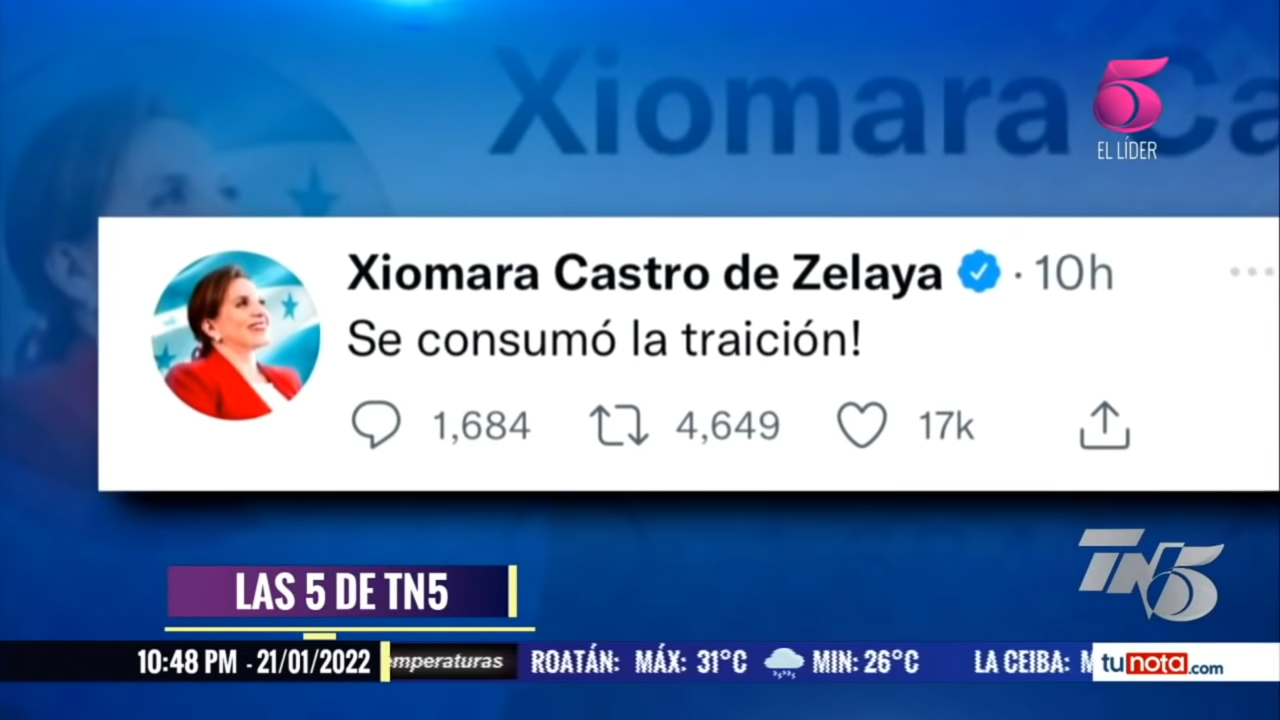 Xiomara Ca
5
EL LÍDER
Xiomara Castro de Zelaya · 10h
Se consumó la traición!
1,684 4,649 17k
TN5
LAS 5 DE TN5
10:48 PM - 21/01/2022 emperaturas ROATÁN: MÁX: 31°C MIN: 26°C LA CEIBA: M tunota.com